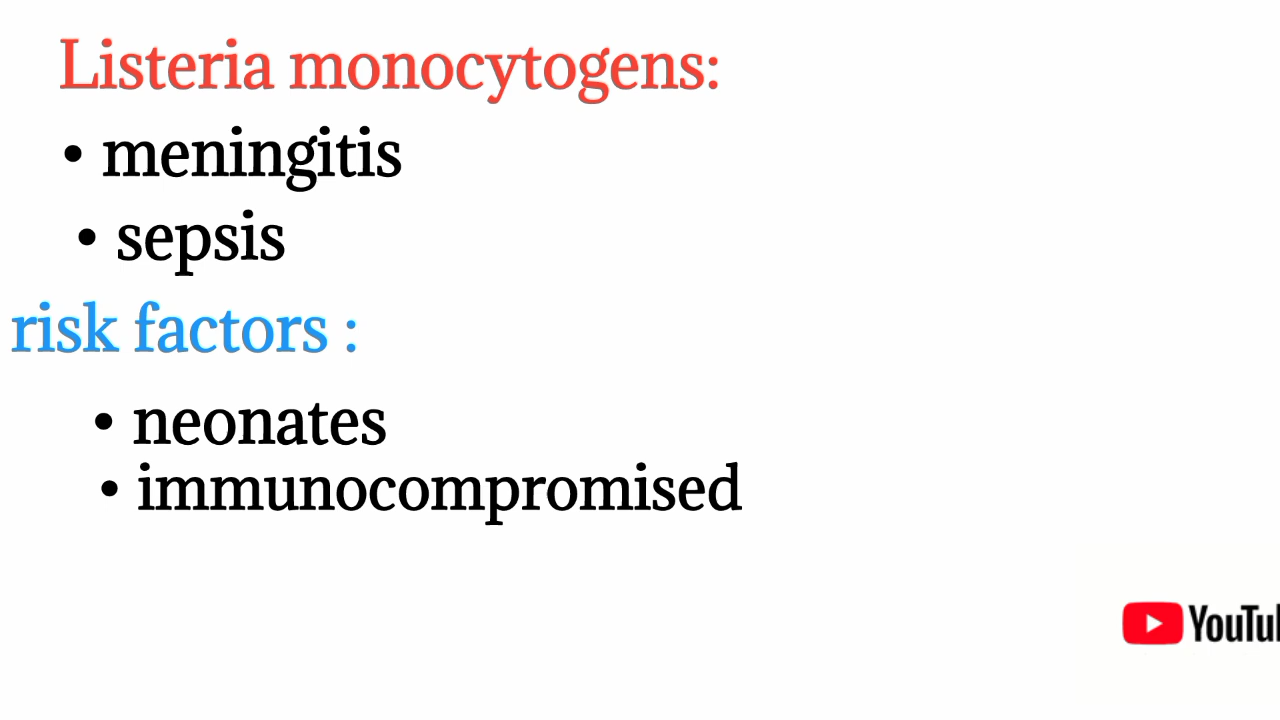 Listeria monocytogens:
• meningitis
• sepsis
risk factors :
• neonates
• immunocompromised
YouTu